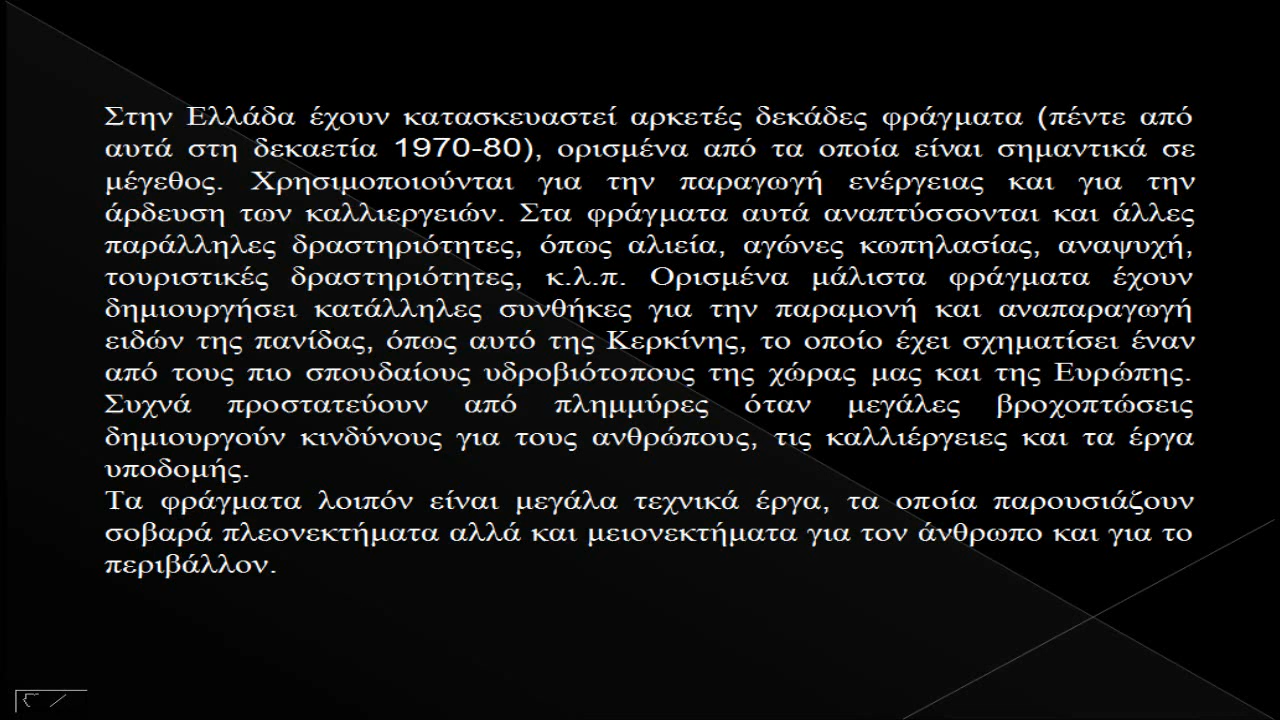 Στην Ελλάδα έχουν κατασκευαστεί αρκετές δεκάδες φράγματα (πέντε από
αυτά στη δεκαετία 1970-80), ορισμένα από τα οποία είναι σημαντικά σε
μέγεθος. Χρησιμοποιούνται για την παραγωγή ενέργειας και για την
άρδευση των καλλιεργειών. Στα φράγματα αυτά αναπτύσσονται και άλλες
παράλληλες δραστηριότητες, όπως αλιεία, αγώνες κωπηλασίας, αναψυχή,
τουριστικές δραστηριότητες, κ.λ.π. Ορισμένα μάλιστα φράγματα έχουν
δημιουργήσει κατάλληλες συνθήκες για την παραμονή και αναπαραγωγή
ειδών της πανίδας, όπως αυτό της Κερκίνης, το οποίο έχει σχηματίσει έναν
από τους πιο σπουδαίους υδροβιότοπους της χώρας μας και της Ευρώπης.
Συχνά προστατεύουν από πλημμύρες όταν μεγάλες βροχοπτώσεις
δημιουργούν κινδύνους για τους ανθρώπους, τις καλλιέργειες και τα έργα
υποδομής.
Τα φράγματα λοιπόν είναι μεγάλα τεχνικά έργα, τα οποία παρουσιάζουν
σοβαρά πλεονεκτήματα αλλά και μειονεκτήματα για τον άνθρωπο και για το
περιβάλλον.